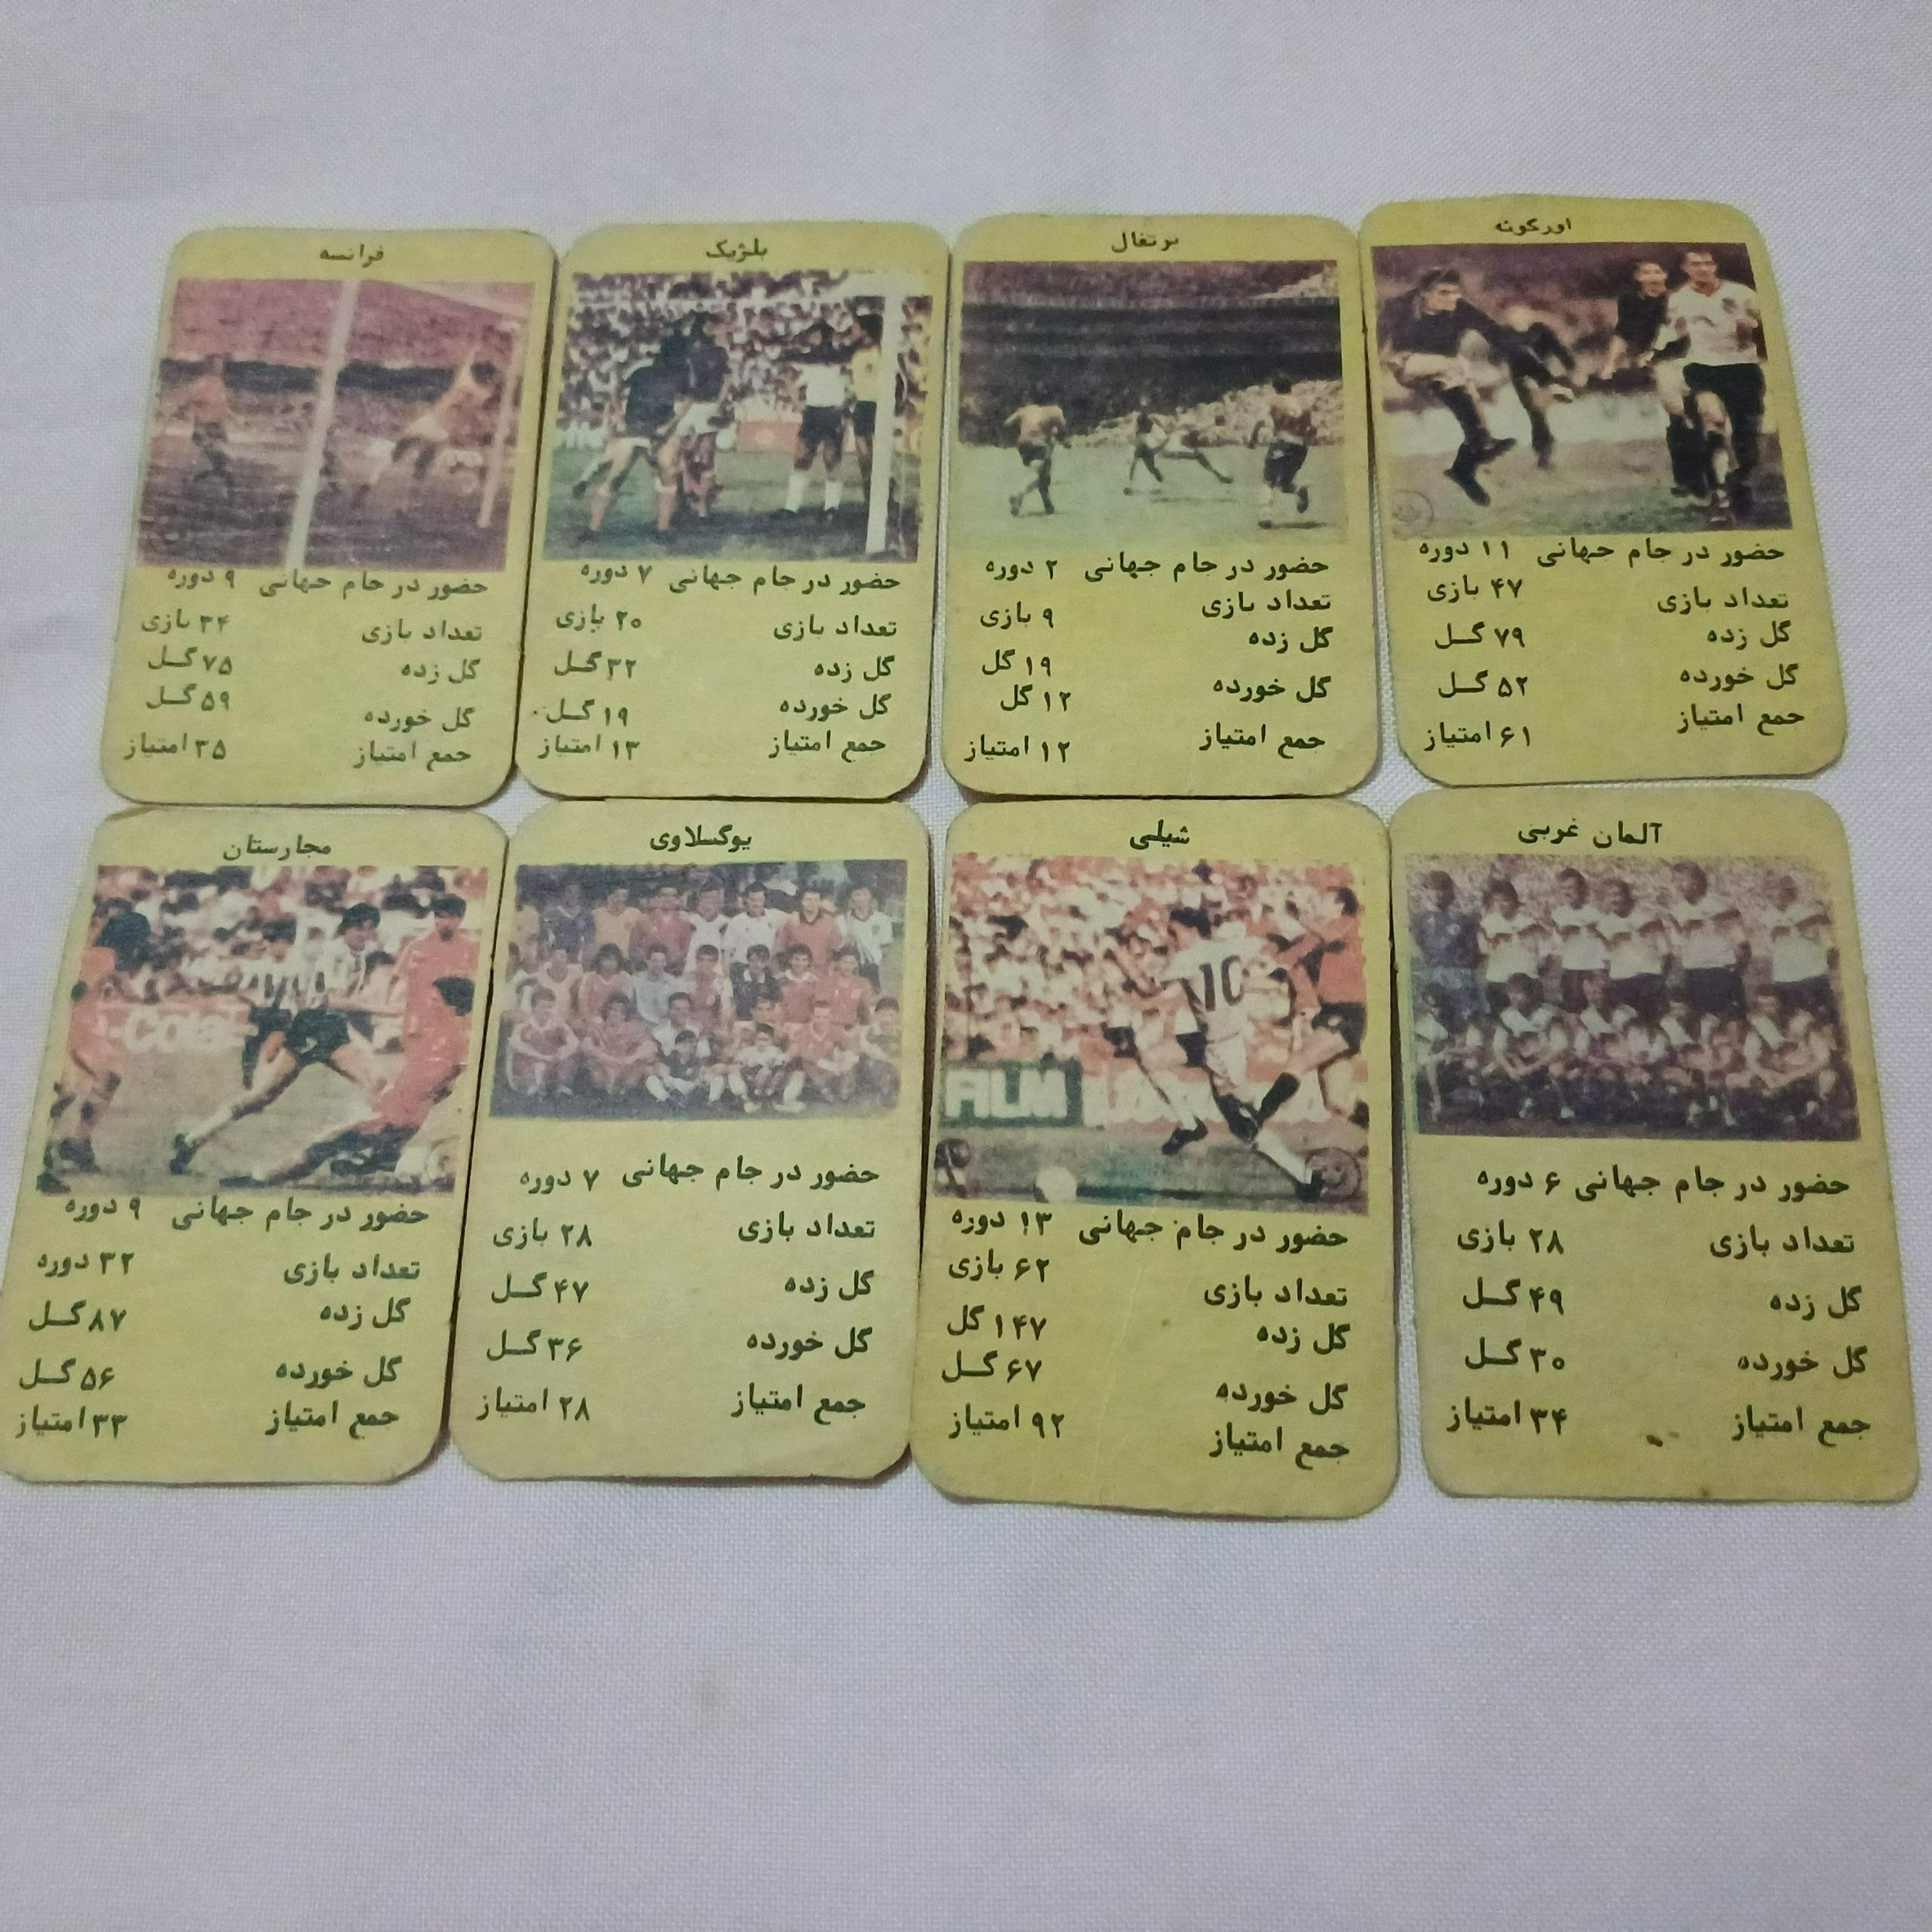 اورگونه
حضور در جام جهانی ۱۱ دوره
تعداد بازی ۴۷ بازی
گل زده ۷۹ گل
گل خورده ۵۲ گل
جمع امتیاز ۶۱ امتیاز
پرتقال
حضور در جام جهانی ۲ دوره
تعداد بازی ۹ بازی
گل زده ۱۹ گل
گل خورده ۱۲ گل
جمع امتیاز ۱۲ امتیاز
بلژیک
حضور در جام جهانی ۷ دوره
تعداد بازی ۲۰ بازی
گل زده ۳۲ گل
گل خورده ۱۹ گل
جمع امتیاز ۱۳ امتیاز
فرانسه
حضور در جام جهانی ۹ دوره
تعداد بازی ۳۴ بازی
گل زده ۷۵ گل
گل خورده ۵۹ گل
جمع امتیاز ۳۵ امتیاز
آلمان غربی
حضور در جام جهانی ۶ دوره
تعداد بازی ۲۸ بازی
گل زده ۴۹ گل
گل خورده ۳۰ گل
جمع امتیاز ۳۴ امتیاز
شیلی
10
FILM
حضور در جام جهانی ۱۳ دوره
تعداد بازی ۶۲ بازی
گل زده ۱۴۷ گل
گل خورده ۶۷ گل
جمع امتیاز ۹۲ امتیاز
یوگسلاوی
حضور در جام جهانی ۷ دوره
تعداد بازی ۲۸ بازی
گل زده ۴۷ گل
گل خورده ۳۶ گل
جمع امتیاز ۲۸ امتیاز
مجارستان
-Cola
حضور در جام جهانی ۹ دوره
تعداد بازی ۳۲ دوره
گل زده ۸۷ گل
گل خورده ۵۶ گل
جمع امتیاز ۳۳ امتیاز